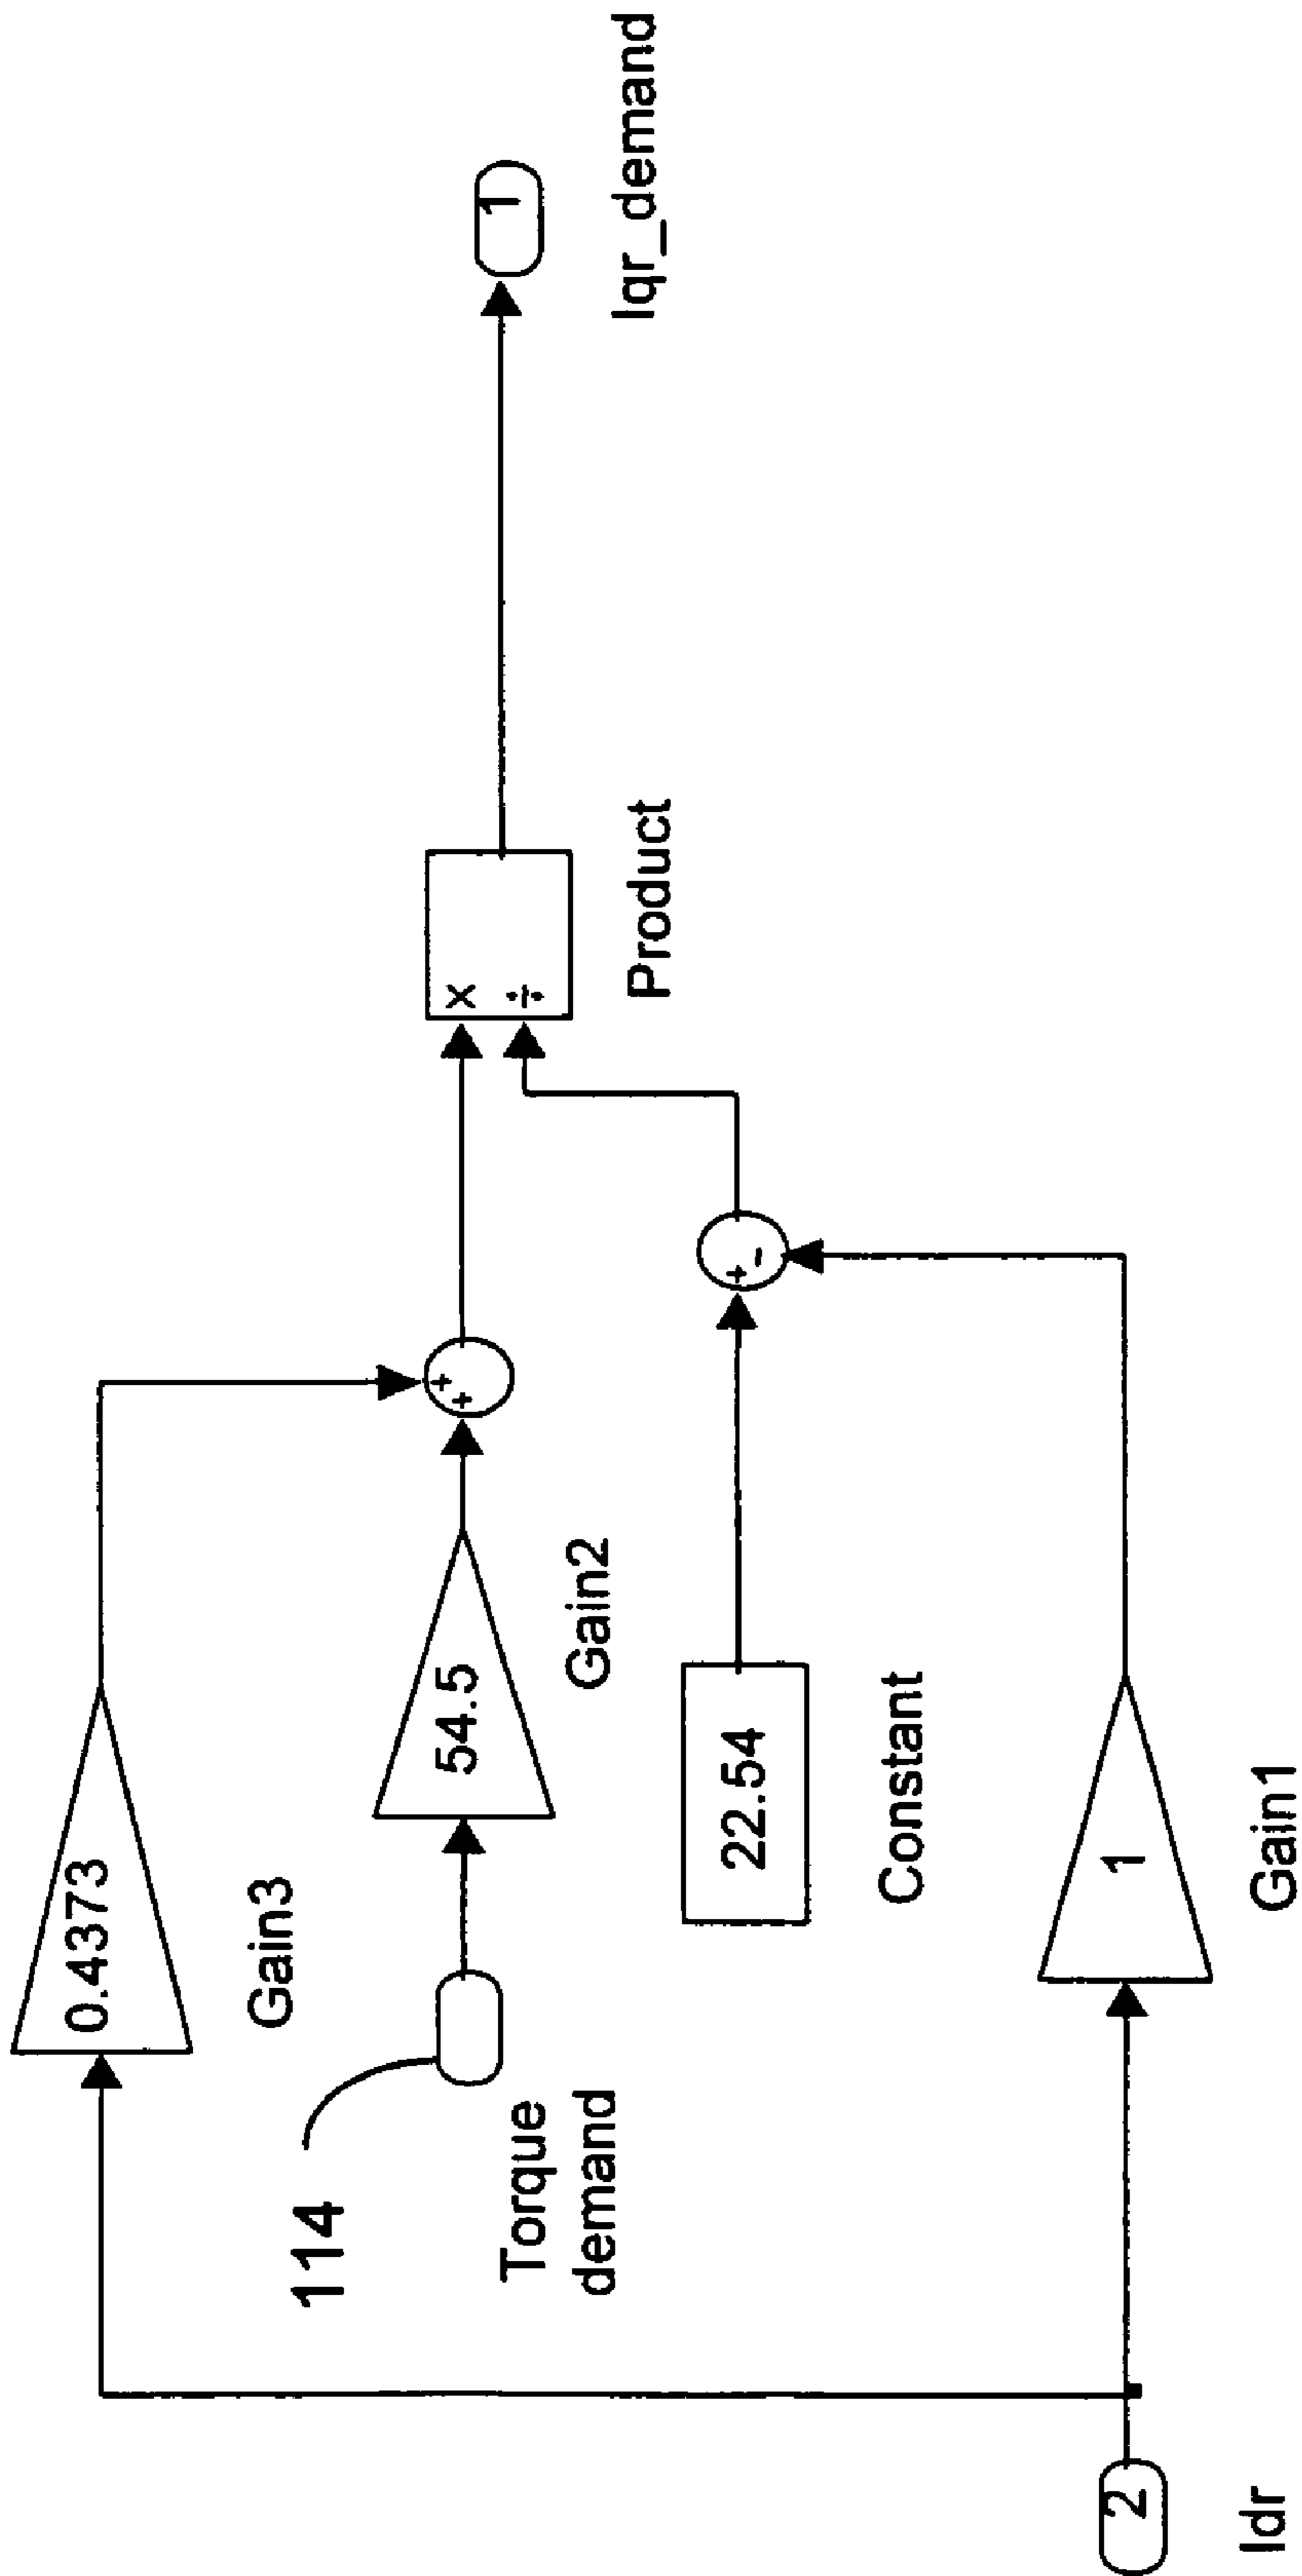 0.4373
Gain3
114
Torque
demand
54.5
Gain2
+
+
x
÷
Product
1
Iqr_demand
22.54
Constant
+
-
2
Idr
1
Gain1